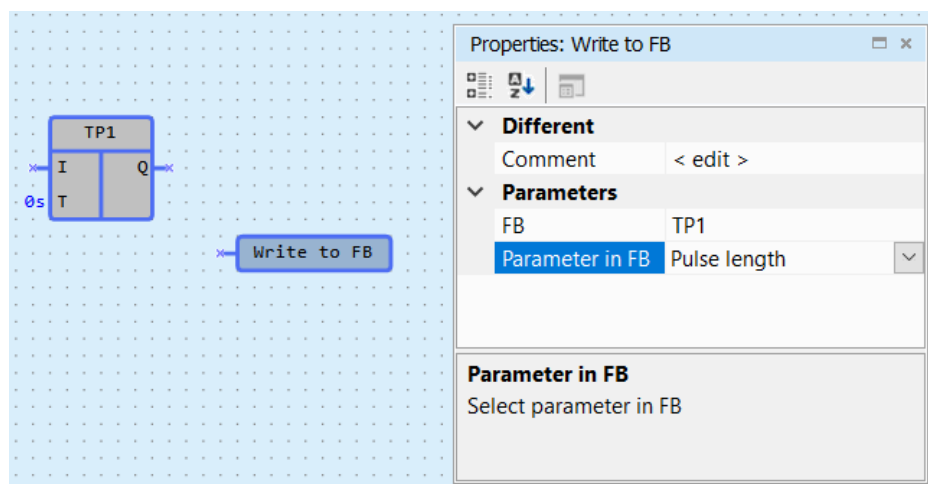 TP1
I Q
0s T
Write to FB
Properties: Write to FB
Different
Comment < edit >
Parameters
FB TP1
Parameter in FB Pulse length
Parameter in FB
Select parameter in FB